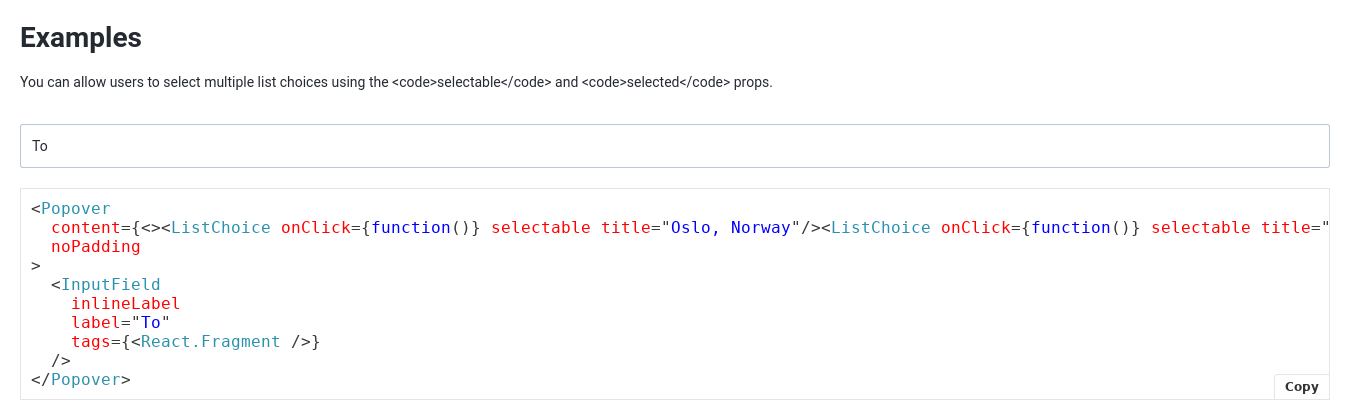 Examples
You can allow users to select multiple list choices using the <code>selectable</code> and <code>selected</code> props.
To
<Popover
  content={<><ListChoice onClick={function()} selectable title="Oslo, Norway"/><ListChoice onClick={function()} selectable title="
  noPadding
>
  <InputField
    inlineLabel
    label="To"
    tags={<React.Fragment />}
  />
</Popover>
Copy